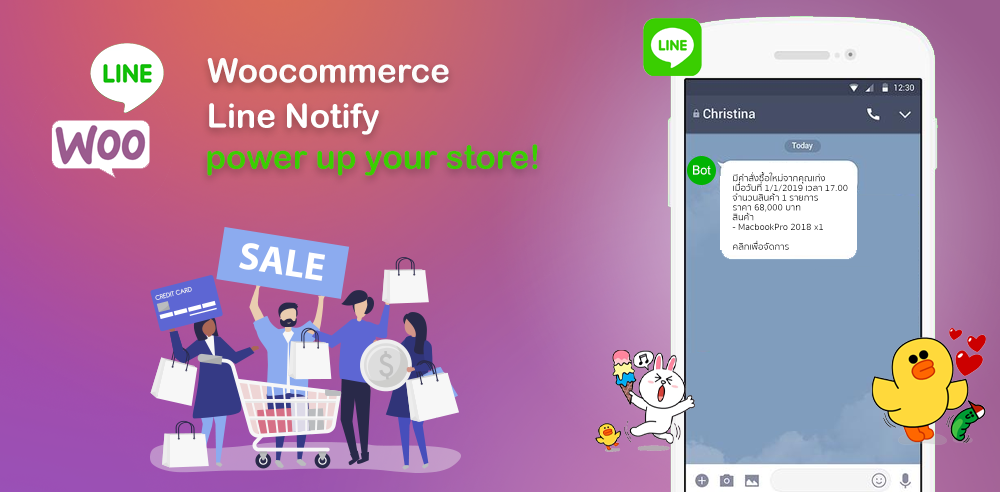 LINE
WOO
Woocommerce
Line Notify
power up your store!
SALE
CREDIT CARD
$
LINE
12:30
Christina
Today
Bot
มีคำสั่งซื้อใหม่จากคุณเก่ง
เมื่อวันที่ 1/1/2019 เวลา 17.00
จำนวนสินค้า 1 รายการ
ราคา 68,000 บาท
สินค้า
- MacbookPro 2018 x1
คลิกเพื่อจัดการ